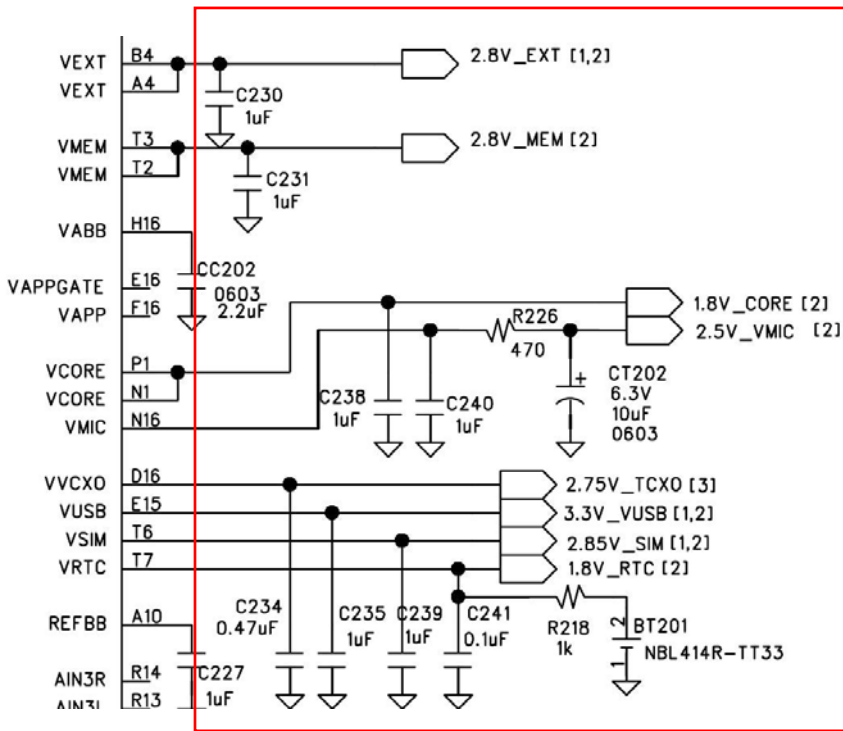 VEXT B4 2.8V_EXT [1,2]
VEXT A4
C230
1uF
VMEM T3 2.8V_MEM [2]
VMEM T2
C231
1uF
VABB H16
CC202
0603
2.2uF
VAPPGATE E16
VAPP F16
1.8V_CORE [2]
R226
470
2.5V_VMIC [2]
VCORE P1
VCORE N1
VMIC N16
C238
1uF
C240
1uF
CT202
+
6.3V
10uF
0603
VVCXO D16 2.75V_TCXO [3]
VUSB E15 3.3V_VUSB [1,2]
VSIM T6 2.85V_SIM [1,2]
VRTC T7 1.8V_RTC [2]
C234
0.47uF
C235
1uF
C239
1uF
C241
0.1uF
R218
1k
2
BT201
1
NBL414R-TT33
REFBB A10
C227
1uF
AIN3R R14
AIN3L R13